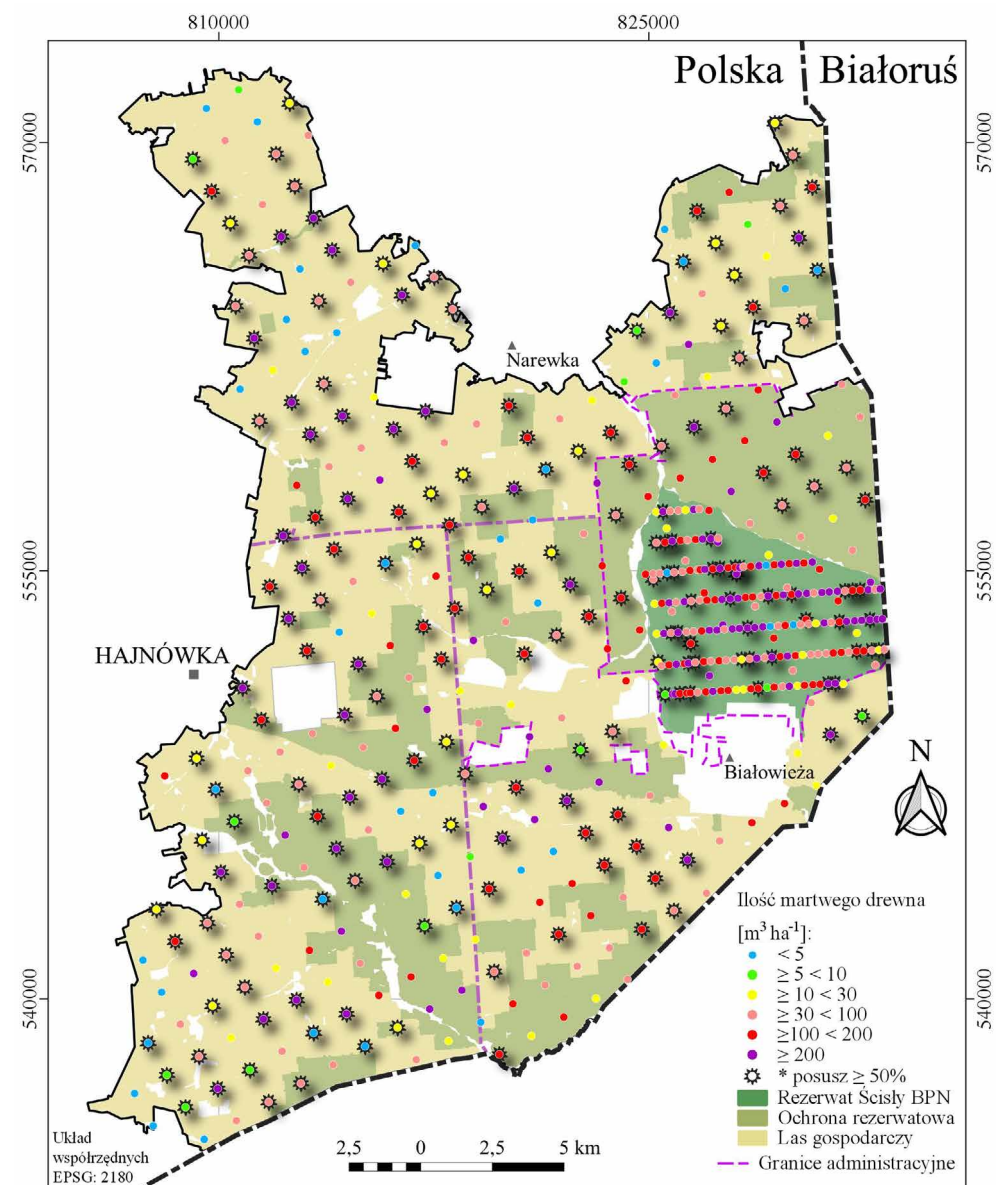 810000
825000
Polska
Białoruś
570000
570000
Narewka
555000
555000
HAJNÓWKA
Białowieża
N
Ilość martwego drewna
[m³ ha⁻¹]:
< 5
≥ 5 < 10
≥ 10 < 30
≥ 30 < 100
≥100 < 200
≥ 200
* posusz ≥ 50%
Rezerwat Ścisły BPN
Ochrona rezerwatowa
Las gospodarczy
Granice administracyjne
540000
540000
Układ
współrzędnych
EPSG: 2180
2,5 0 2,5 5 km